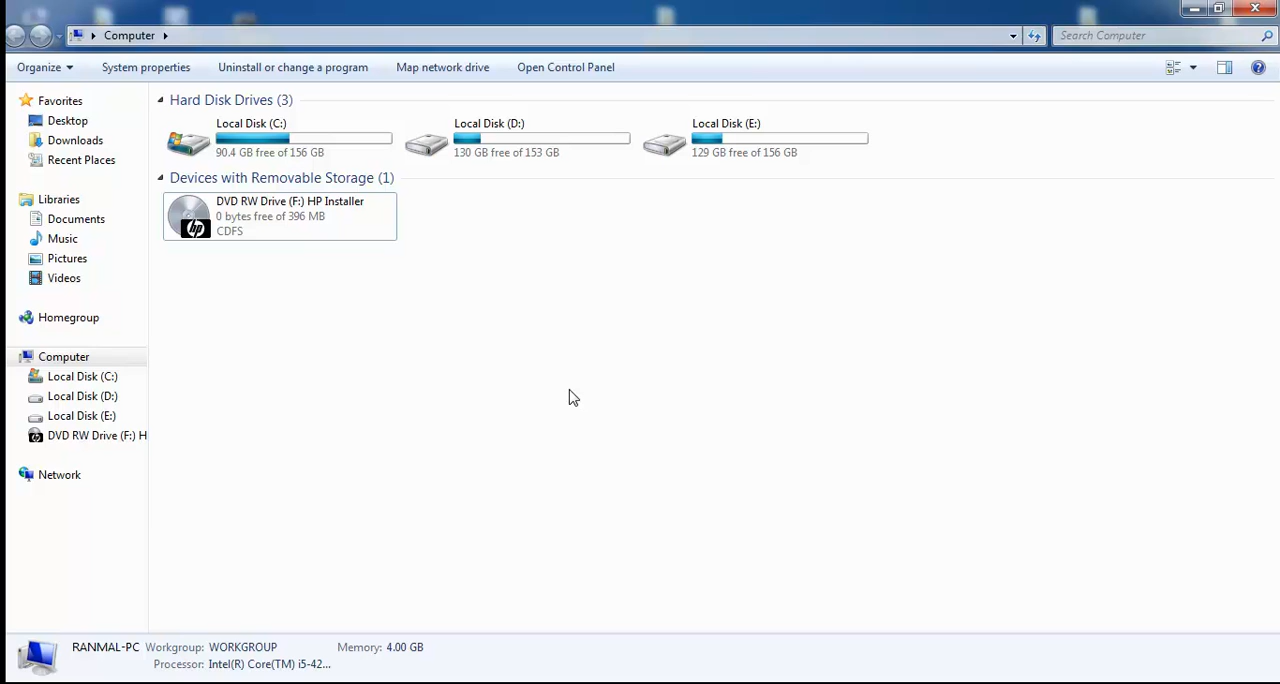 Computer
Search Computer
Organize
System properties
Uninstall or change a program
Map network drive
Open Control Panel
Favorites
Desktop
Downloads
Recent Places
Libraries
Documents
Music
Pictures
Videos
Homegroup
Computer
Local Disk (C:)
Local Disk (D:)
Local Disk (E:)
DVD RW Drive (F:) H
Network
Hard Disk Drives (3)
Local Disk (C:)
90.4 GB free of 156 GB
Local Disk (D:)
130 GB free of 153 GB
Local Disk (E:)
129 GB free of 156 GB
Devices with Removable Storage (1)
DVD RW Drive (F:) HP Installer
0 bytes free of 396 MB
CDFS
hp
RANMAL-PC Workgroup: WORKGROUP Memory: 4.00 GB
Processor: Intel(R) Core(TM) i5-42...